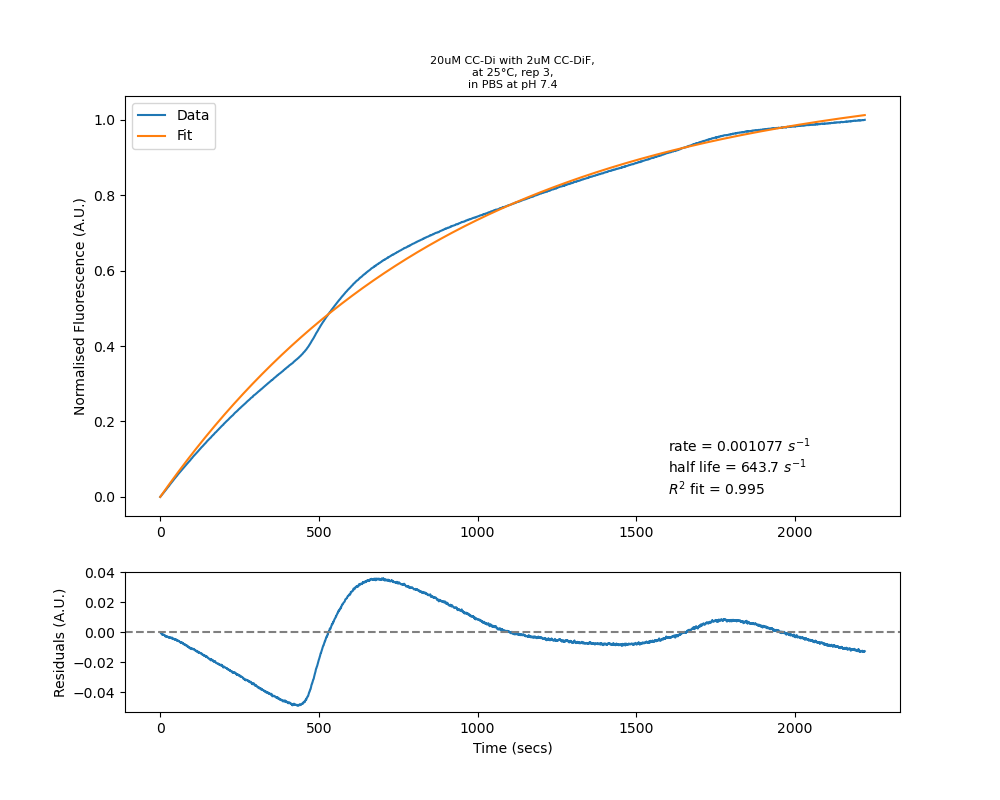 20uM CC-Di with 2uM CC-DiF,
at 25°C, rep 3,
in PBS at pH 7.4
Data
Fit
Normalised Fluorescence (A.U.)
1.0
0.8
0.6
0.4
0.2
0.0
rate = 0.001077 s⁻¹
half life = 643.7 s⁻¹
R² fit = 0.995
0 500 1000 1500 2000
Residuals (A.U.)
0.04
0.02
0.00
−0.02
−0.04
0 500 1000 1500 2000
Time (secs)